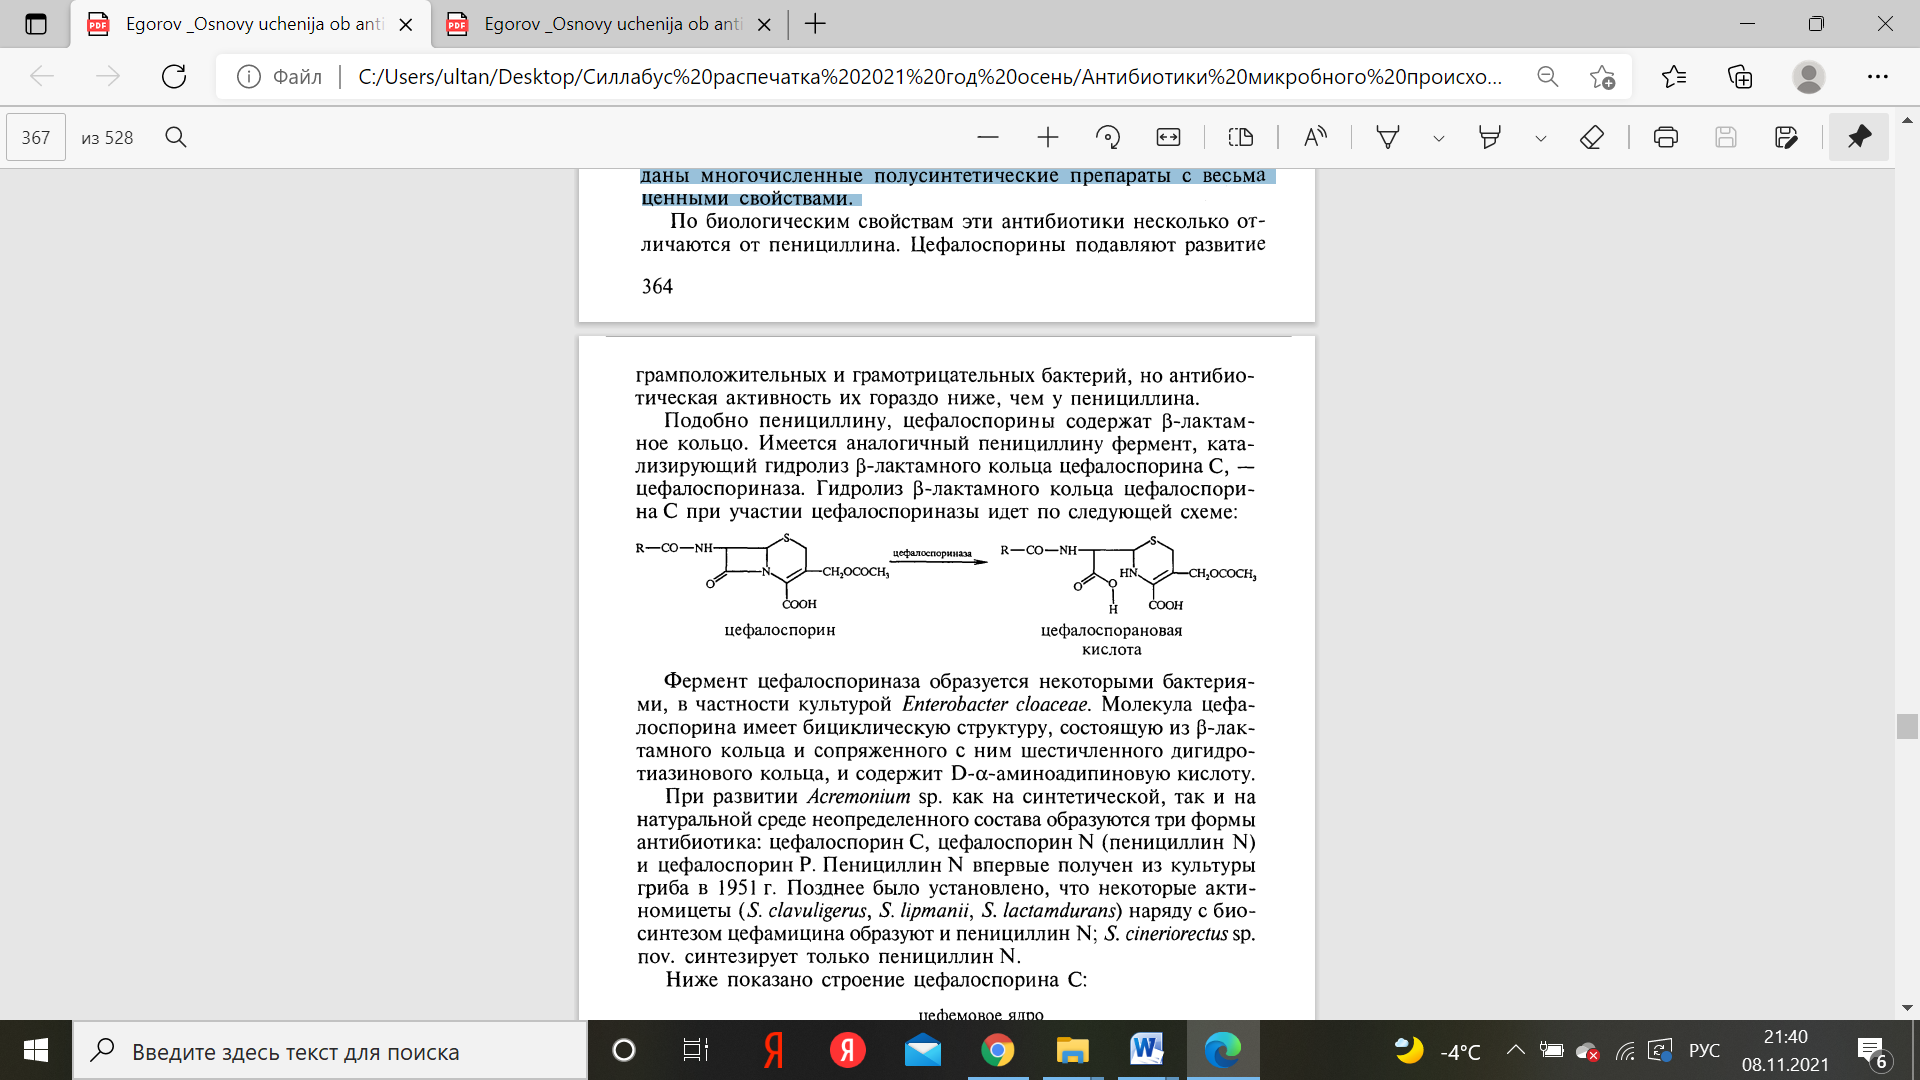 Egorov _Osnovy uchenija ob anti
Egorov _Osnovy uchenija ob anti
Файл
C:/Users/ultan/Desktop/Силлабус%20распечатка%202021%20год%20осень/Антибиотики%20микробного%20происхо...
367 из 528
даны многочисленные полусинтетические препараты с весьма
ценными свойствами.
По биологическим свойствам эти антибиотики несколько от-
личаются от пенициллина. Цефалоспорины подавляют развитие
364
грамположительных и грамотрицательных бактерий, но антибио-
тическая активность их гораздо ниже, чем у пенициллина.
Подобно пенициллину, цефалоспорины содержат β-лактам-
ное кольцо. Имеется аналогичный пенициллину фермент, ката-
лизирующий гидролиз β-лактамного кольца цефалоспорина С, —
цефалоспориназа. Гидролиз β-лактамного кольца цефалоспори-
на С при участии цефалоспориназы идет по следующей схеме:
R—CO—NH S
O N CH₂OCOCH₃
COOH
цефалоспориназа
R—CO—NH S
O O HN CH₂OCOCH₃
H COOH
цефалоспорин
цефалоспорановая
кислота
Фермент цефалоспориназа образуется некоторыми бактерия-
ми, в частности культурой Enterobacter cloaceae. Молекула цефа-
лоспорина имеет бициклическую структуру, состоящую из β-лак-
тамного кольца и сопряженного с ним шестичленного дигидро-
тиазинового кольца, и содержит D-α-аминоадипиновую кислоту.
При развитии Acremonium sp. как на синтетической, так и на
натуральной среде неопределенного состава образуются три формы
антибиотика: цефалоспорин С, цефалоспорин N (пенициллин N)
и цефалоспорин Р. Пенициллин N впервые получен из культуры
гриба в 1951 г. Позднее было установлено, что некоторые акти-
номицеты (S. clavuligerus, S. lipmanii, S. lactamdurans) наряду с био-
синтезом цефамицина образуют и пенициллин N; S. cineriorectus sp.
nov. синтезирует только пенициллин N.
Ниже показано строение цефалоспорина С:
цефемовое ядро
Введите здесь текст для поиска
-4°C
РУС
21:40
08.11.2021
6